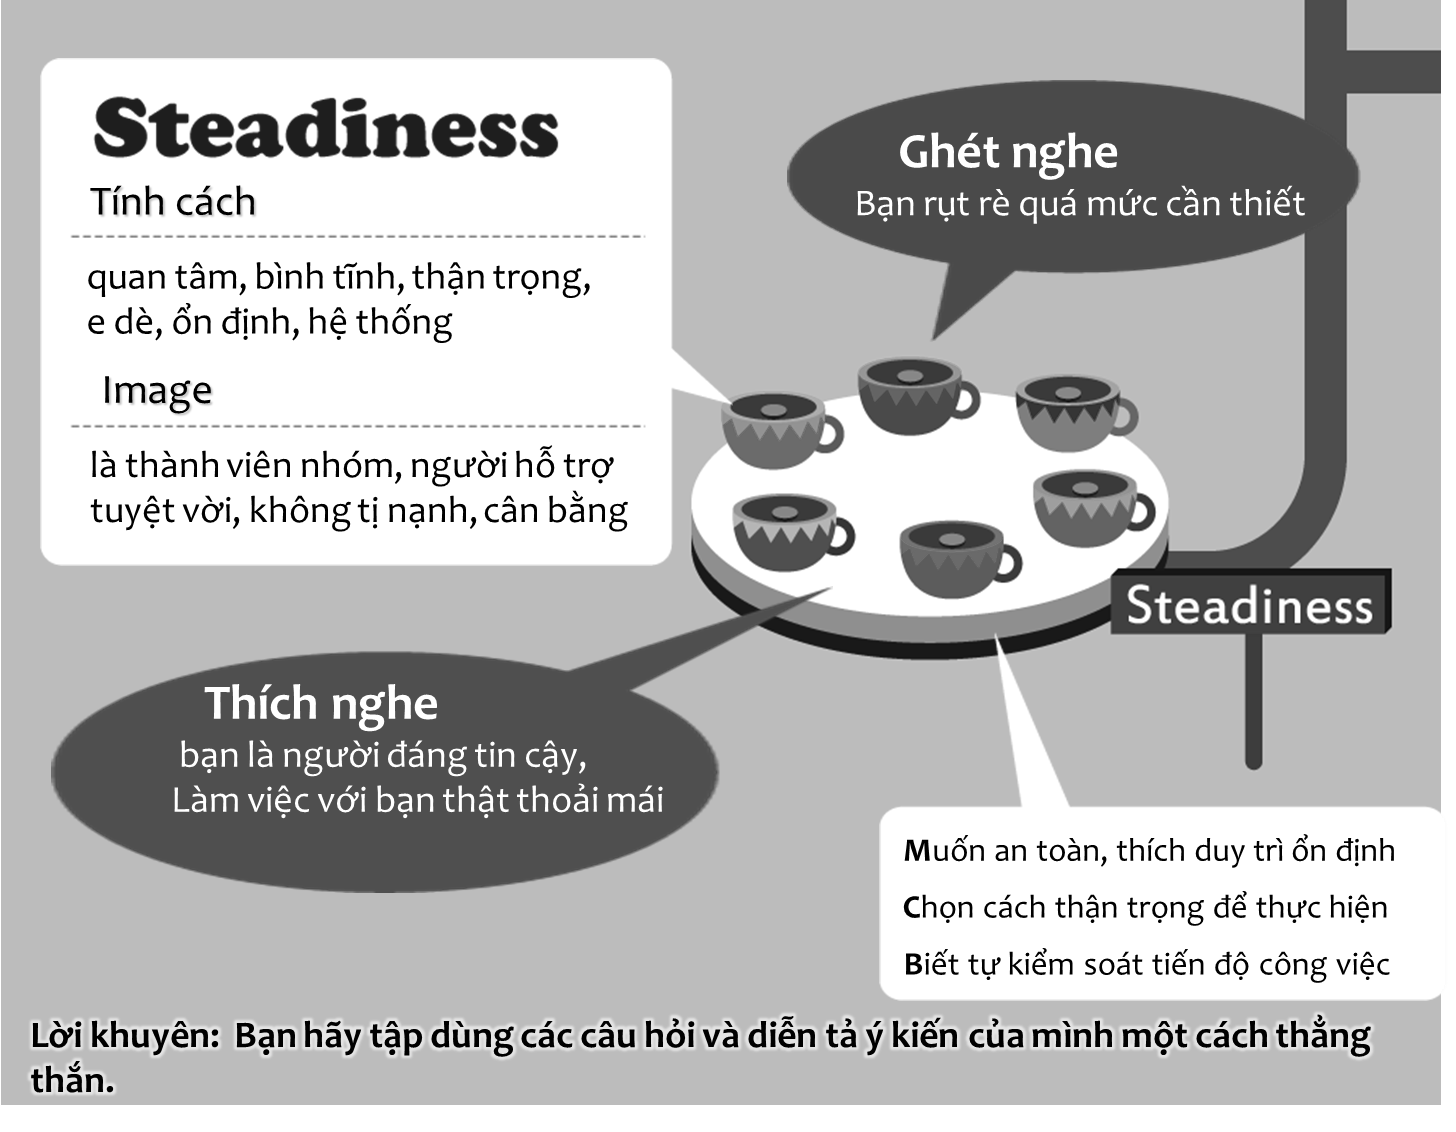 Steadiness
Tính cách
quan tâm, bình tĩnh, thận trọng,
e dè, ổn định, hệ thống
Image
là thành viên nhóm, người hỗ trợ
tuyệt vời, không tị nạnh, cân bằng
Ghét nghe
Bạn rụt rè quá mức cần thiết
Steadiness
Thích nghe
bạn là người đáng tin cậy,
Làm việc với bạn thật thoải mái
Muốn an toàn, thích duy trì ổn định
Chọn cách thận trọng để thực hiện
Biết tự kiểm soát tiến độ công việc
Lời khuyên: Bạn hãy tập dùng các câu hỏi và diễn tả ý kiến của mình một cách thẳng
thắn.